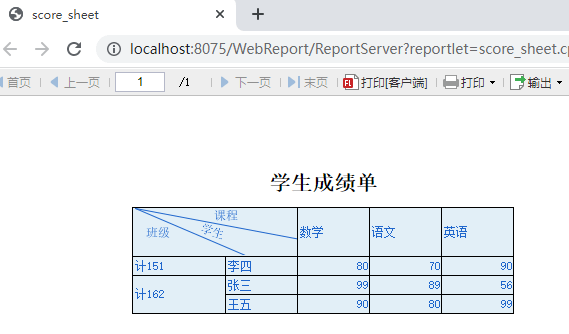 score_sheet
localhost:8075/WebReport/ReportServer?reportlet=score_sheet.cp
首页 上一页 1 /1 下一页 末页 打印[客户端] 打印 输出
学生成绩单
课程 学生 班级 数学 语文 英语
计151 李四 80 70 90
计162 张三 99 89 56
王五 90 80 99